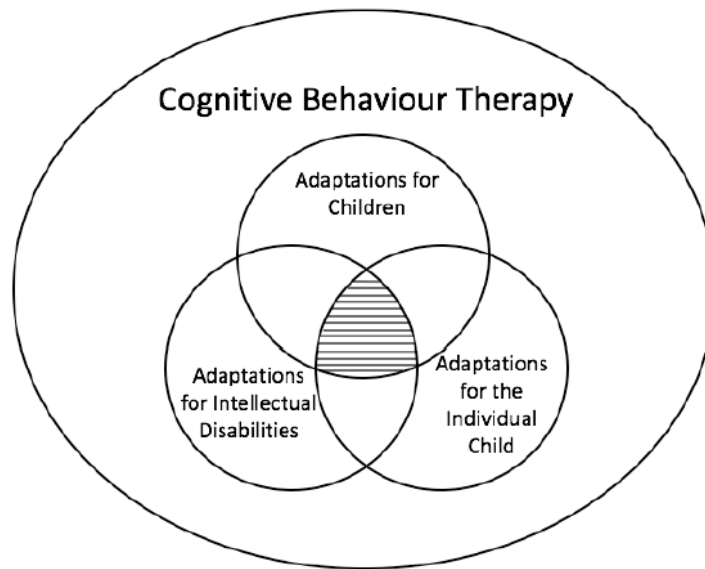 Cognitive Behaviour Therapy
Adaptations for
Children
Adaptations
for Intellectual
Disabilities
Adaptations
for the
Individual
Child